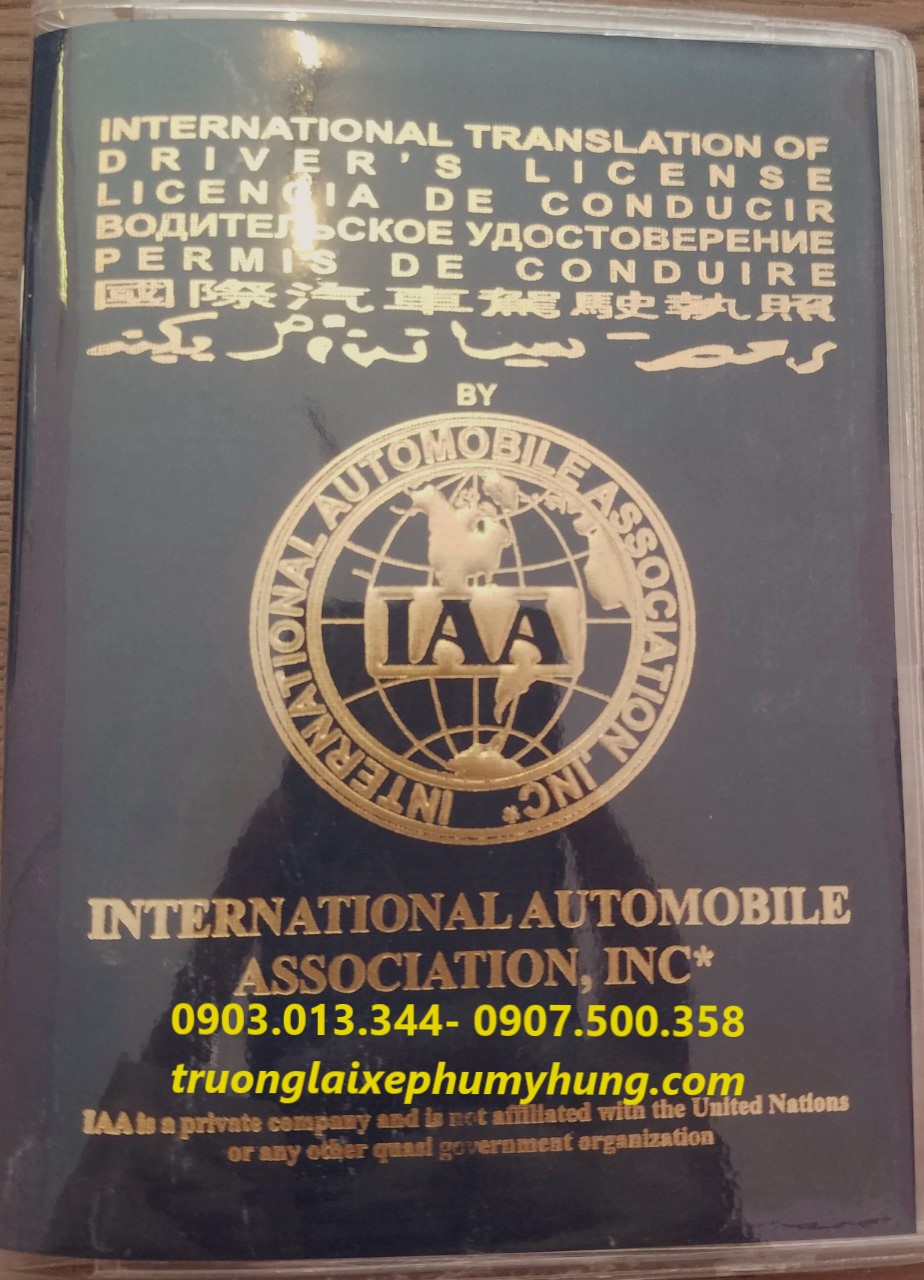 INTERNATIONAL TRANSLATION OF
DRIVER'S LICENSE
LICENCIA DE CONDUCIR
ВОДИТЕЛЬСКОЕ УДОСТОВЕРЕНИЕ
PERMIS DE CONDUIRE
國際汽車駕駛執照
BY
INTERNATIONAL AUTOMOBILE ASSOCIATION, INC*
IAA
INTERNATIONAL AUTOMOBILE
ASSOCIATION, INC*
0903.013.344- 0907.500.358
truonglaixephumyhung.com
IAA is a private company and is not affiliated with the United Nations
or any other quasi government organization